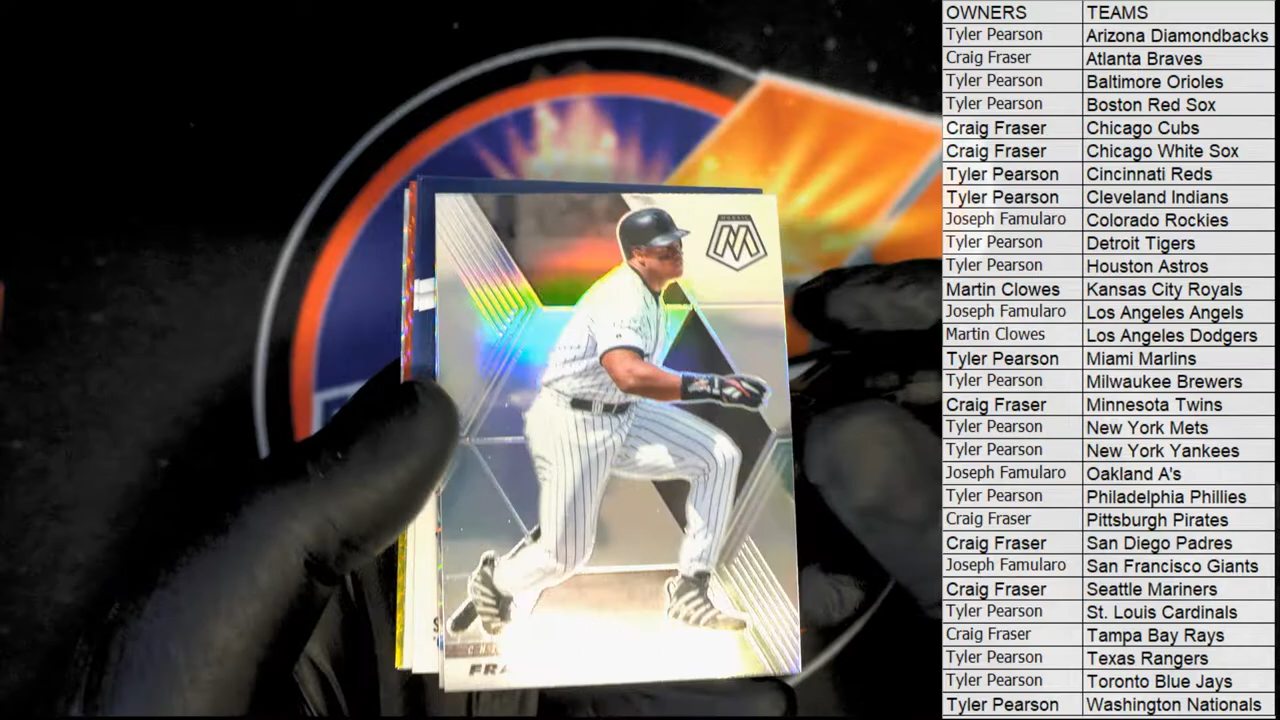 OWNERS TEAMS
Tyler Pearson Arizona Diamondbacks
Craig Fraser Atlanta Braves
Tyler Pearson Baltimore Orioles
Tyler Pearson Boston Red Sox
Craig Fraser Chicago Cubs
Craig Fraser Chicago White Sox
Tyler Pearson Cincinnati Reds
Tyler Pearson Cleveland Indians
Joseph Famularo Colorado Rockies
Tyler Pearson Detroit Tigers
Tyler Pearson Houston Astros
Martin Clowes Kansas City Royals
Joseph Famularo Los Angeles Angels
Martin Clowes Los Angeles Dodgers
Tyler Pearson Miami Marlins
Tyler Pearson Milwaukee Brewers
Craig Fraser Minnesota Twins
Tyler Pearson New York Mets
Tyler Pearson New York Yankees
Joseph Famularo Oakland A's
Tyler Pearson Philadelphia Phillies
Craig Fraser Pittsburgh Pirates
Craig Fraser San Diego Padres
Joseph Famularo San Francisco Giants
Craig Fraser Seattle Mariners
Tyler Pearson St. Louis Cardinals
Craig Fraser Tampa Bay Rays
Tyler Pearson Texas Rangers
Tyler Pearson Toronto Blue Jays
Tyler Pearson Washington Nationals
MOSAIC
M
FRA